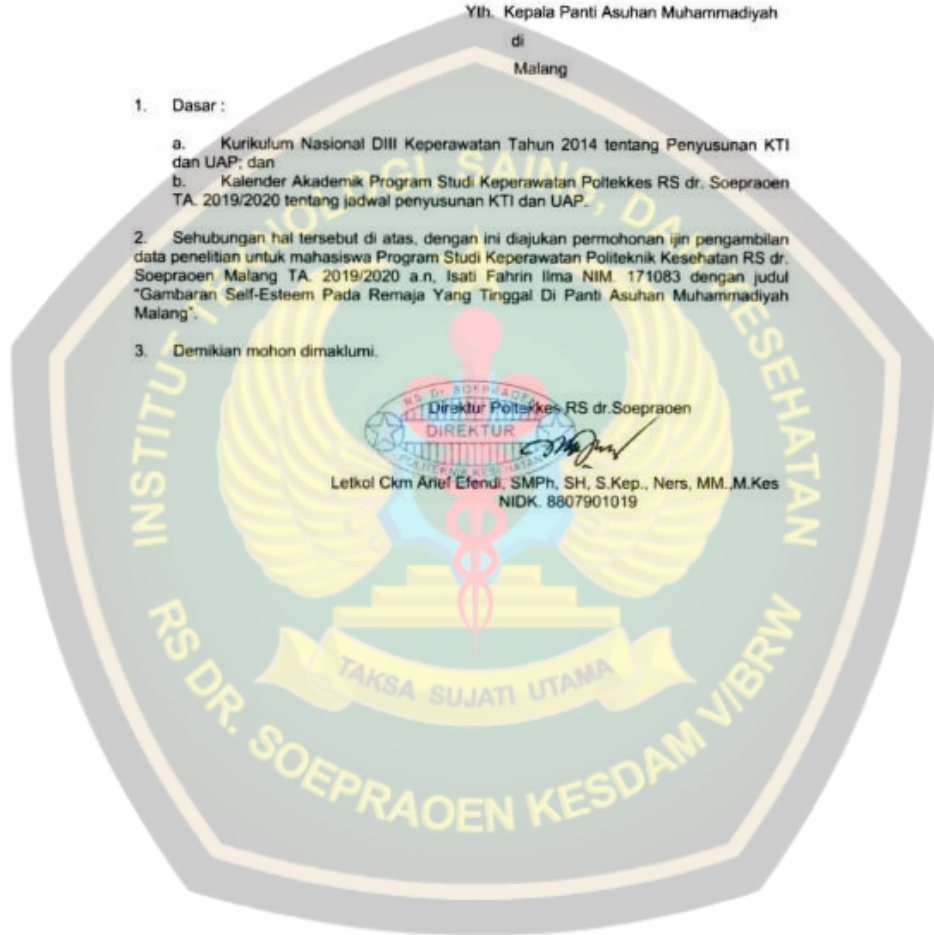 Yth. Kepala Panti Asuhan Muhammadiyah
di
Malang
1. Dasar :
a. Kurikulum Nasional DIII Keperawatan Tahun 2014 tentang Penyusunan KTI
dan UAP; dan
b. Kalender Akademik Program Studi Keperawatan Poltekkes RS dr. Soepraoen
TA. 2019/2020 tentang jadwal penyusunan KTI dan UAP.
2. Sehubungan hal tersebut di atas, dengan ini diajukan permohonan ijin pengambilan
data penelitian untuk mahasiswa Program Studi Keperawatan Politeknik Kesehatan RS dr.
Soepraoen Malang TA. 2019/2020 a.n, Isati Fahrin Ilma NIM. 171083 dengan judul
"Gambaran Self-Esteem Pada Remaja Yang Tinggal Di Panti Asuhan Muhammadiyah
Malang".
3. Demikian mohon dimaklumi.
Direktur Poltekkes RS dr.Soepraoen
RS Dr. SOEPRAOEN
DIREKTUR
POLITEKNIK KESEHATAN
Letkol Ckm Arief Efendi, SMPh, SH, S.Kep., Ners, MM.,M.Kes
NIDK. 8807901019
INSTITUT TEKNOLOGI, SAINS, DAN KESEHATAN
TAKSA SUJATI UTAMA
RS DR. SOEPRAOEN KESDAM V/BRW